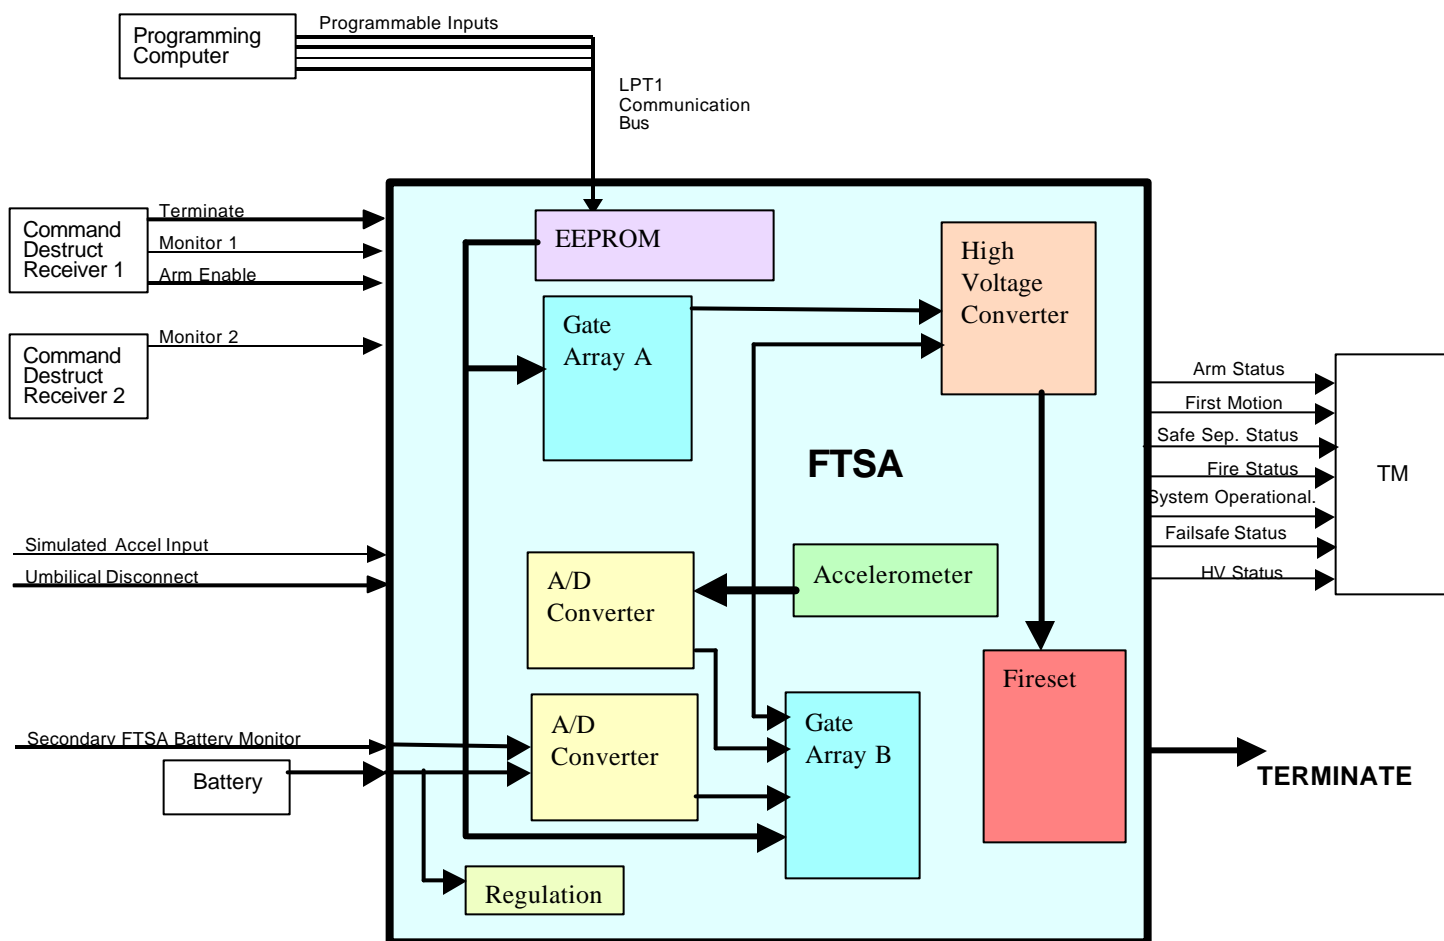 Programming
Computer
Programmable Inputs
LPT1
Communication
Bus
Command
Destruct
Receiver 1
Terminate
Monitor 1
Arm Enable
Command
Destruct
Receiver 2
Monitor 2
Simulated Accel Input
Umbilical Disconnect
Secondary FTSA Battery Monitor
Battery
EEPROM
Gate
Array A
High
Voltage
Converter
FTSA
A/D
Converter
Accelerometer
A/D
Converter
Gate
Array B
Fireset
Regulation
Arm Status
First Motion
Safe Sep. Status
Fire Status
System Operational.
Failsafe Status
HV Status
TM
TERMINATE